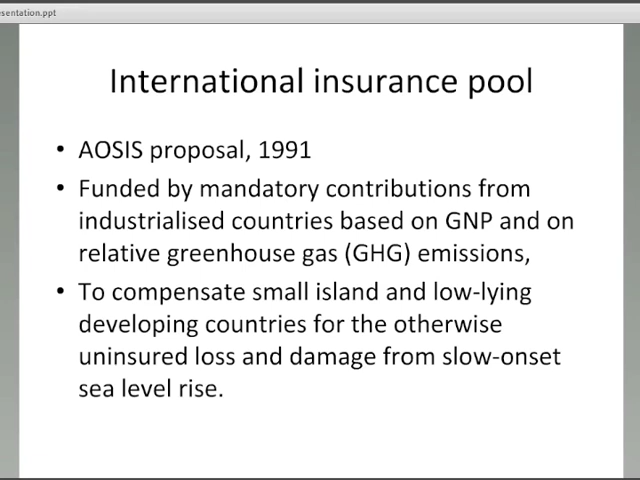 esentation.ppt
International insurance pool
• AOSIS proposal, 1991
• Funded by mandatory contributions from
industrialised countries based on GNP and on
relative greenhouse gas (GHG) emissions,
• To compensate small island and low-lying
developing countries for the otherwise
uninsured loss and damage from slow-onset
sea level rise.